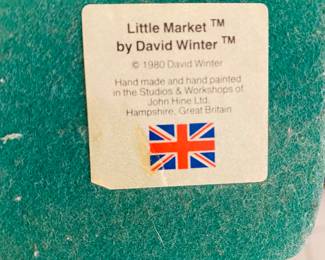 Little Market ™
by David Winter ™
© 1980 David Winter
Hand made and hand painted
in the Studios & Workshops of
John Hine Ltd.
Hampshire, Great Britain